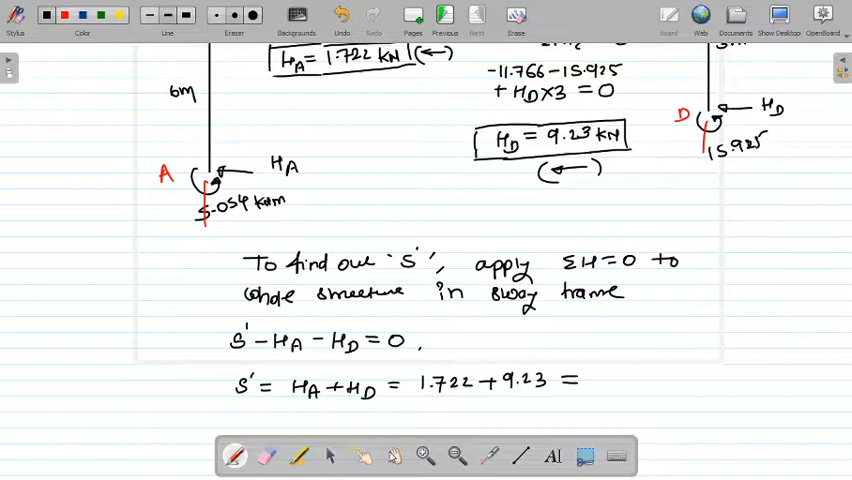 Stylus
Color
Line
Eraser
Backgrounds
Undo
Pages
Previous
Next
Erase
Board
Web
Documents
Show Desktop
OpenBoard
HA = 1.722 KN (←)
-11.766-15.925
+ HD×3 = 0
6m
HD
D
HD = 9.23 KN
15.925
(←)
HA
A
5.054 kNm
To find out 'S'', apply ΣH=0 to
whole structure in sway frame
S' - HA - HD = 0,
S' = HA + HD = 1.722 + 9.23 =